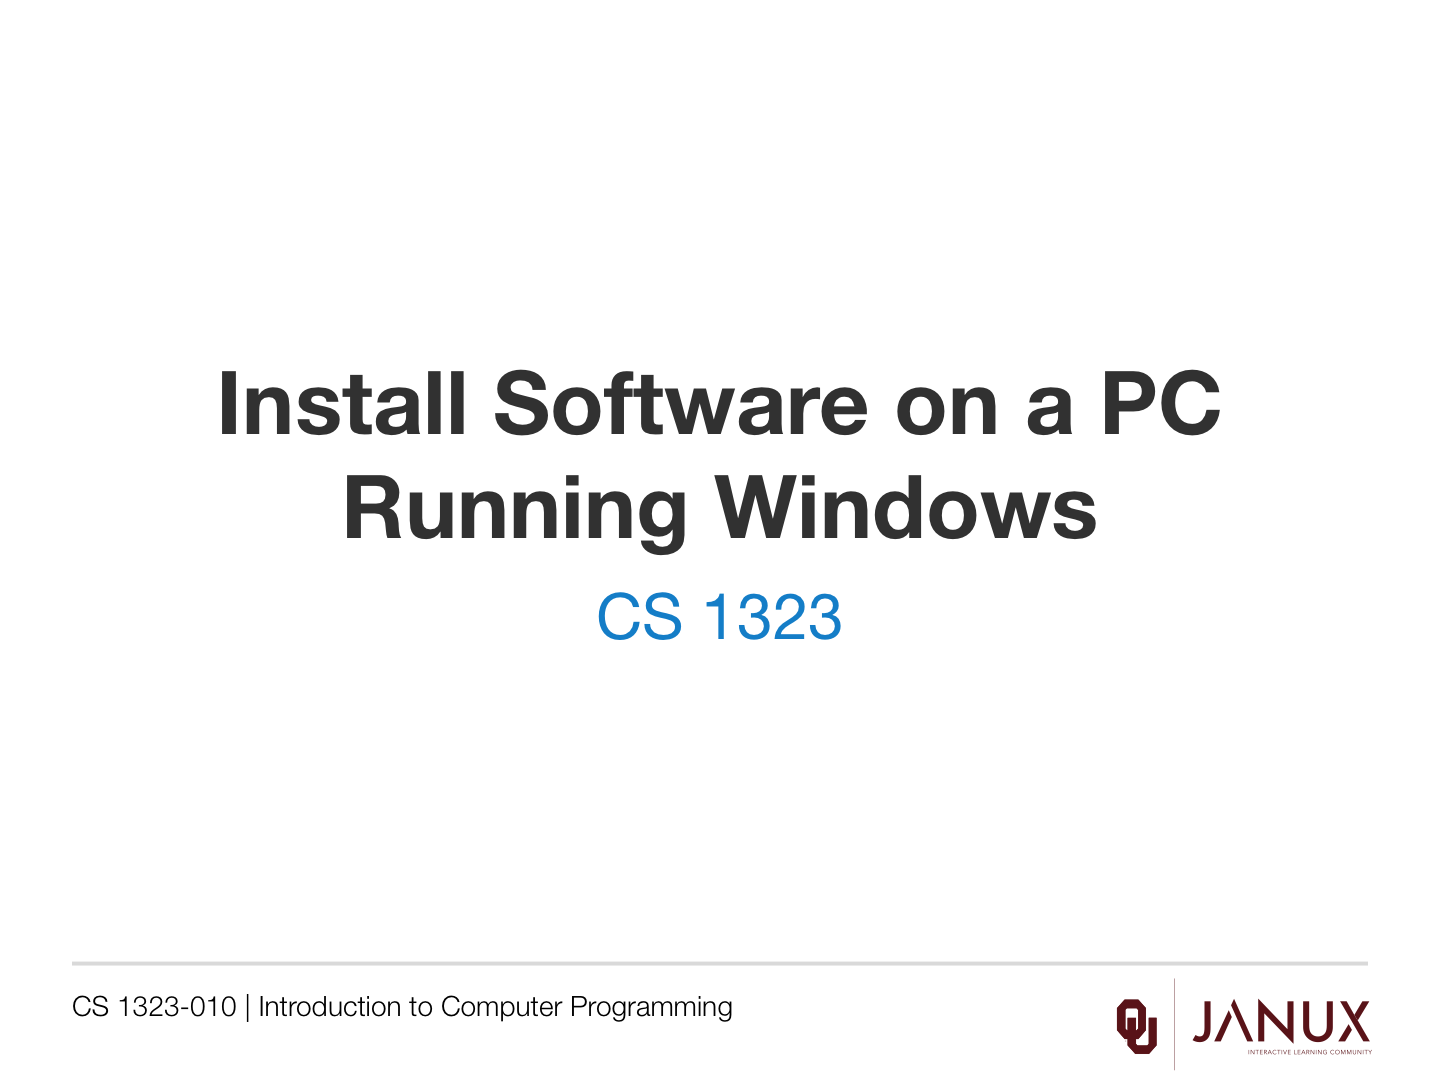 Install Software on a PC
Running Windows
CS 1323
CS 1323-010 | Introduction to Computer Programming
OU
JANUX
INTERACTIVE LEARNING COMMUNITY